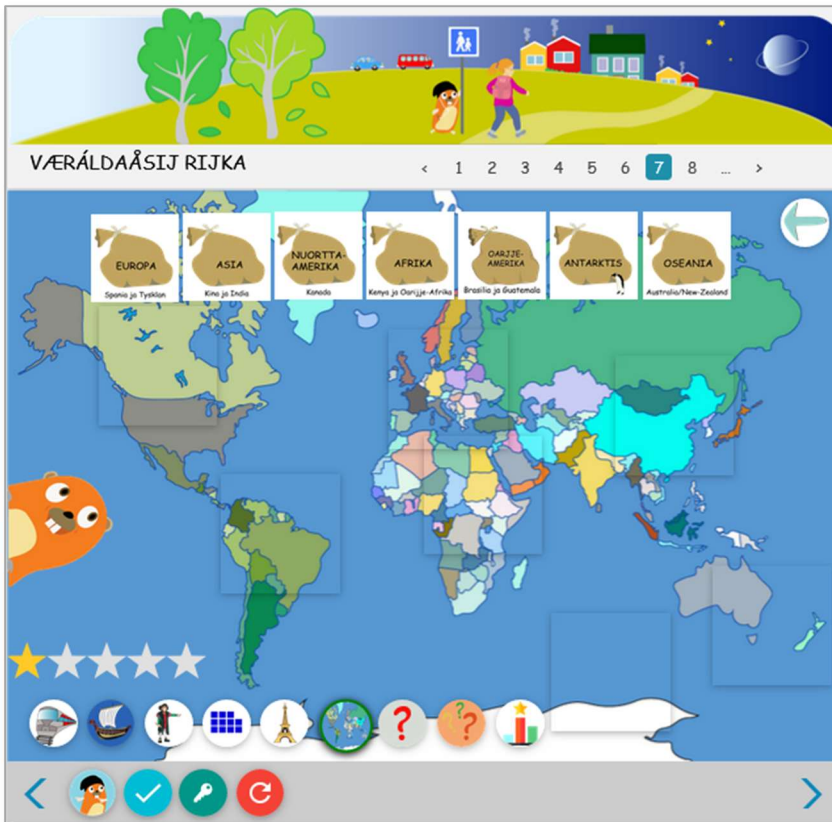 VÆRÁLDAÅSIJ RIJKA
< 1 2 3 4 5 6 7 8 ... >
EUROPA
Spania ja Tysklan
ASIA
Kina ja India
NUORTTA-
AMERIKA
Kanada
AFRIKA
Kenya ja Oarjje-Afrika
OARJJE-
AMERIKA
Brasilia ja Guatemala
ANTARKTIS
OSEANIA
Australia/New-Zealand
? ? ?